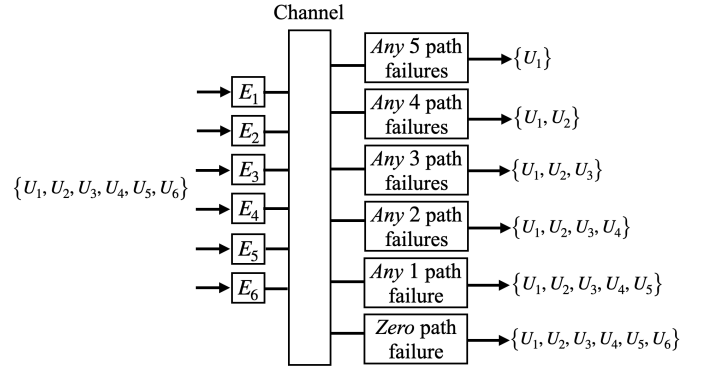 Channel
Any 5 path
failures
{U₁}
E₁
Any 4 path
failures
{U₁, U₂}
E₂
Any 3 path
failures
{U₁, U₂, U₃}
E₃
{U₁, U₂, U₃, U₄, U₅, U₆}
E₄
Any 2 path
failures
{U₁, U₂, U₃, U₄}
E₅
Any 1 path
failure
{U₁, U₂, U₃, U₄, U₅}
E₆
Zero path
failure
{U₁, U₂, U₃, U₄, U₅, U₆}